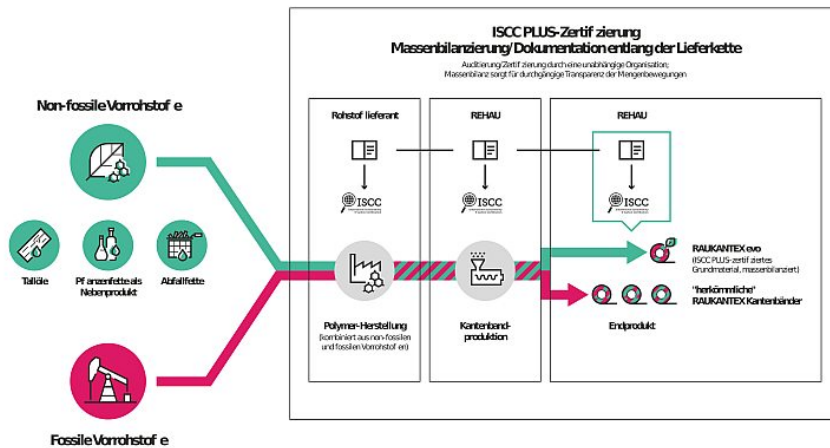 ISCC PLUS-Zertif zierung
Massenbilanzierung/Dokumentation entlang der Lieferkette
Auditierung/Zertif zierung durch eine unabhängige Organisation;
Massenbilanz sorgt für durchgängige Transparenz der Mengenbewegungen
Non-fossile Vorrohstof e
Rohstof lieferant
REHAU
REHAU
ISCC
ISCC
ISCC
Tallöle
Pf anzenfette als
Nebenprodukt
Abfallfette
RAUKANTEX evo
(ISCC PLUS-zertif ziertes
Grundmaterial, massenbilanziert)
"herkömmliche"
RAUKANTEX Kantenbänder
Polymer-Herstellung
(kombiniert aus non-fossilen
und fossilen Vorrohstof en)
Kantenband-
produktion
Endprodukt
Fossile Vorrohstof e